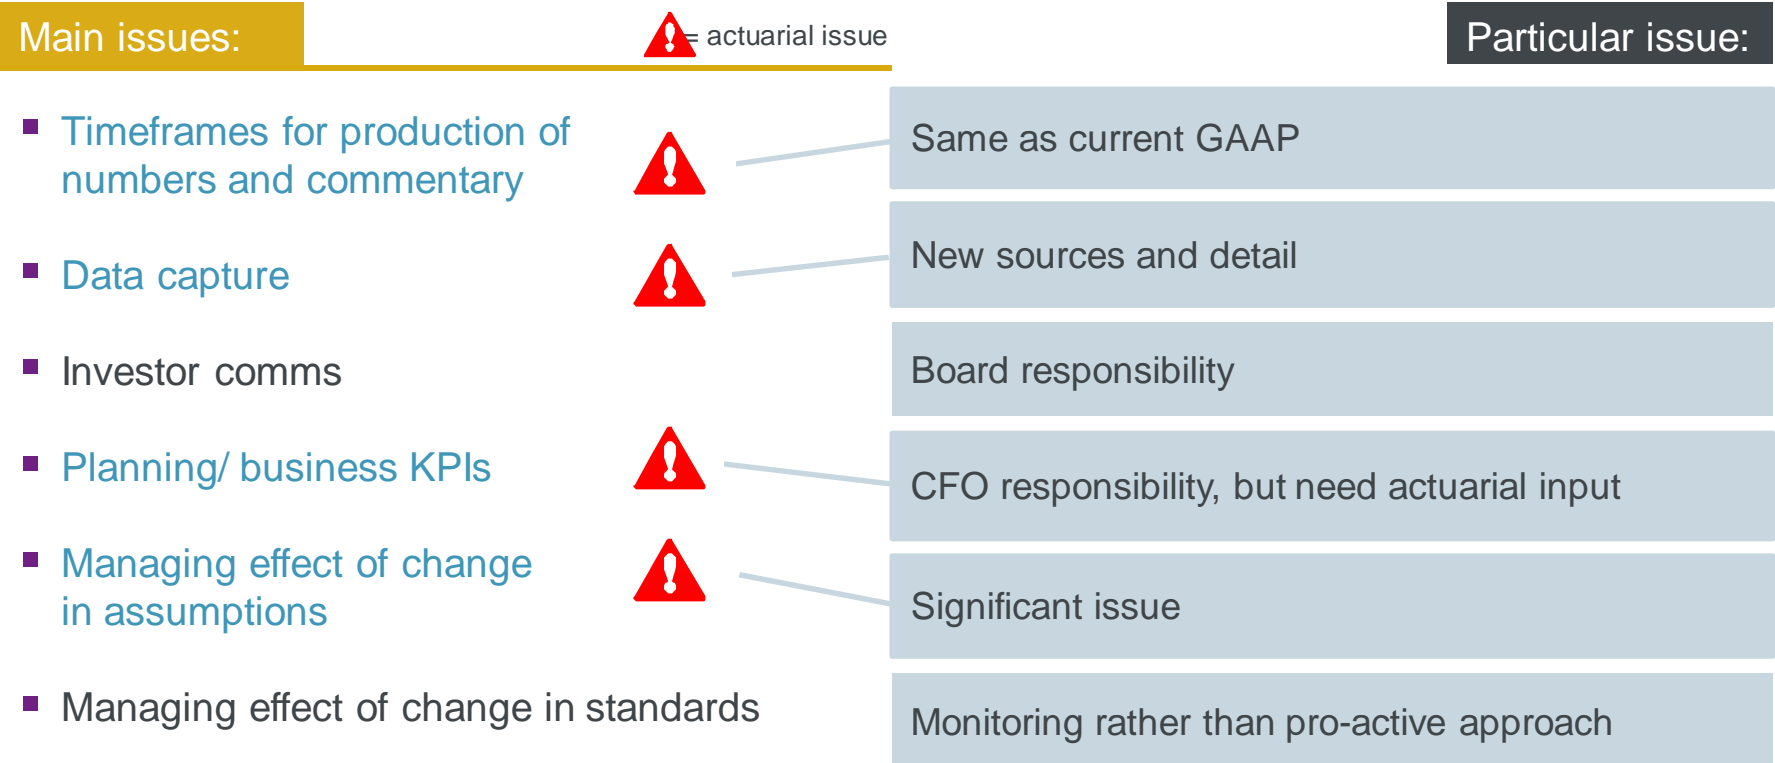 Main issues:
= actuarial issue
Particular issue:
Timeframes for production of
numbers and commentary
Same as current GAAP
Data capture
New sources and detail
Investor comms
Board responsibility
Planning/ business KPIs
CFO responsibility, but need actuarial input
Managing effect of change
in assumptions
Significant issue
Managing effect of change in standards
Monitoring rather than pro-active approach